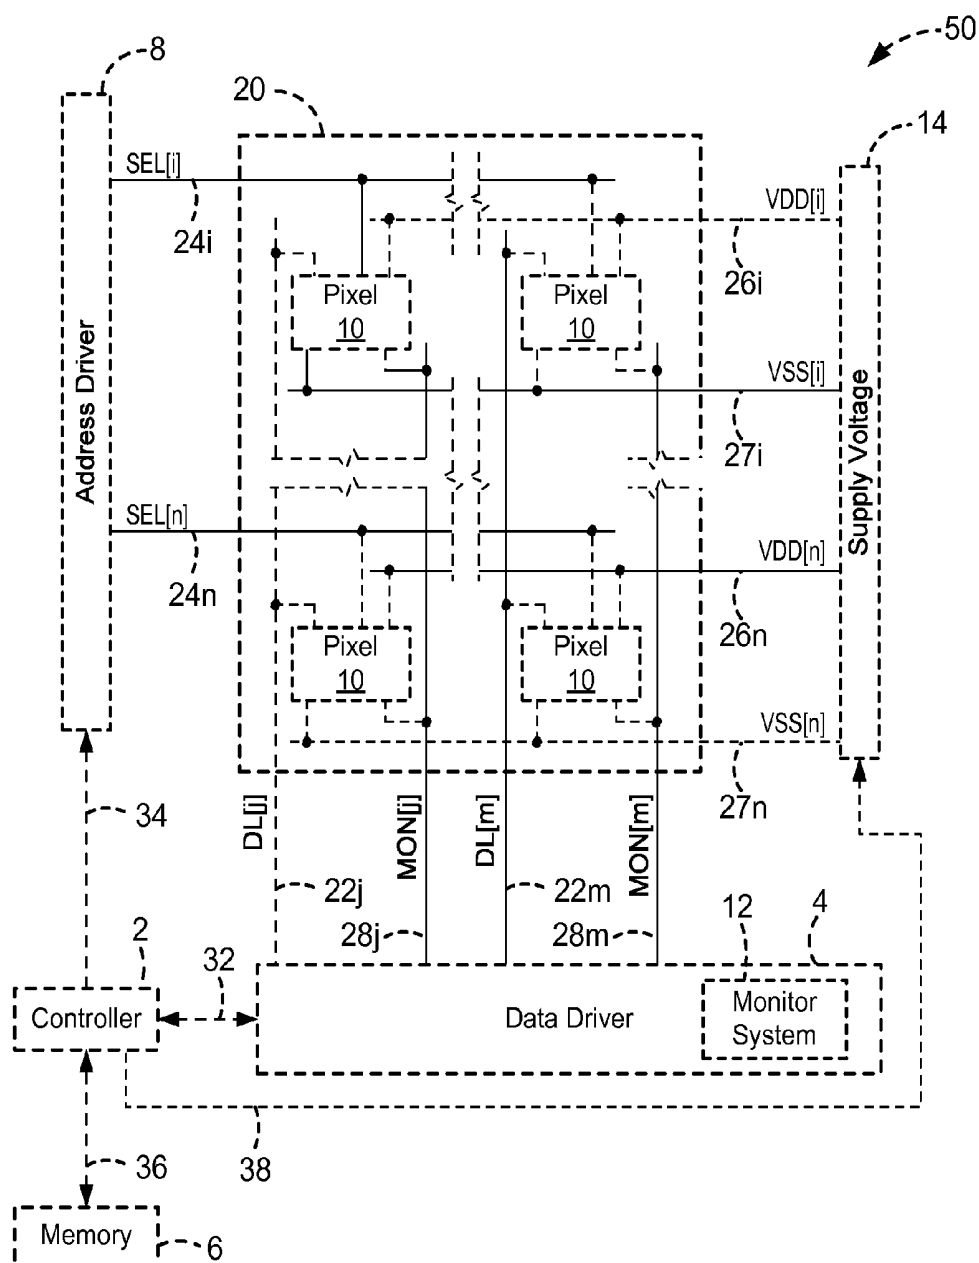 50
8
20
14
SEL[i]
VDD[i]
24i
26i
Pixel
10
Pixel
10
Address Driver
VSS[i]
27i
Supply Voltage
SEL[n]
VDD[n]
24n
26n
Pixel
10
Pixel
10
VSS[n]
27n
34
DL[j]
MON[j]
DL[m]
MON[m]
22j
22m
28j
28m
12
4
2
32
Controller
Data Driver
Monitor
System
36
38
Memory
6